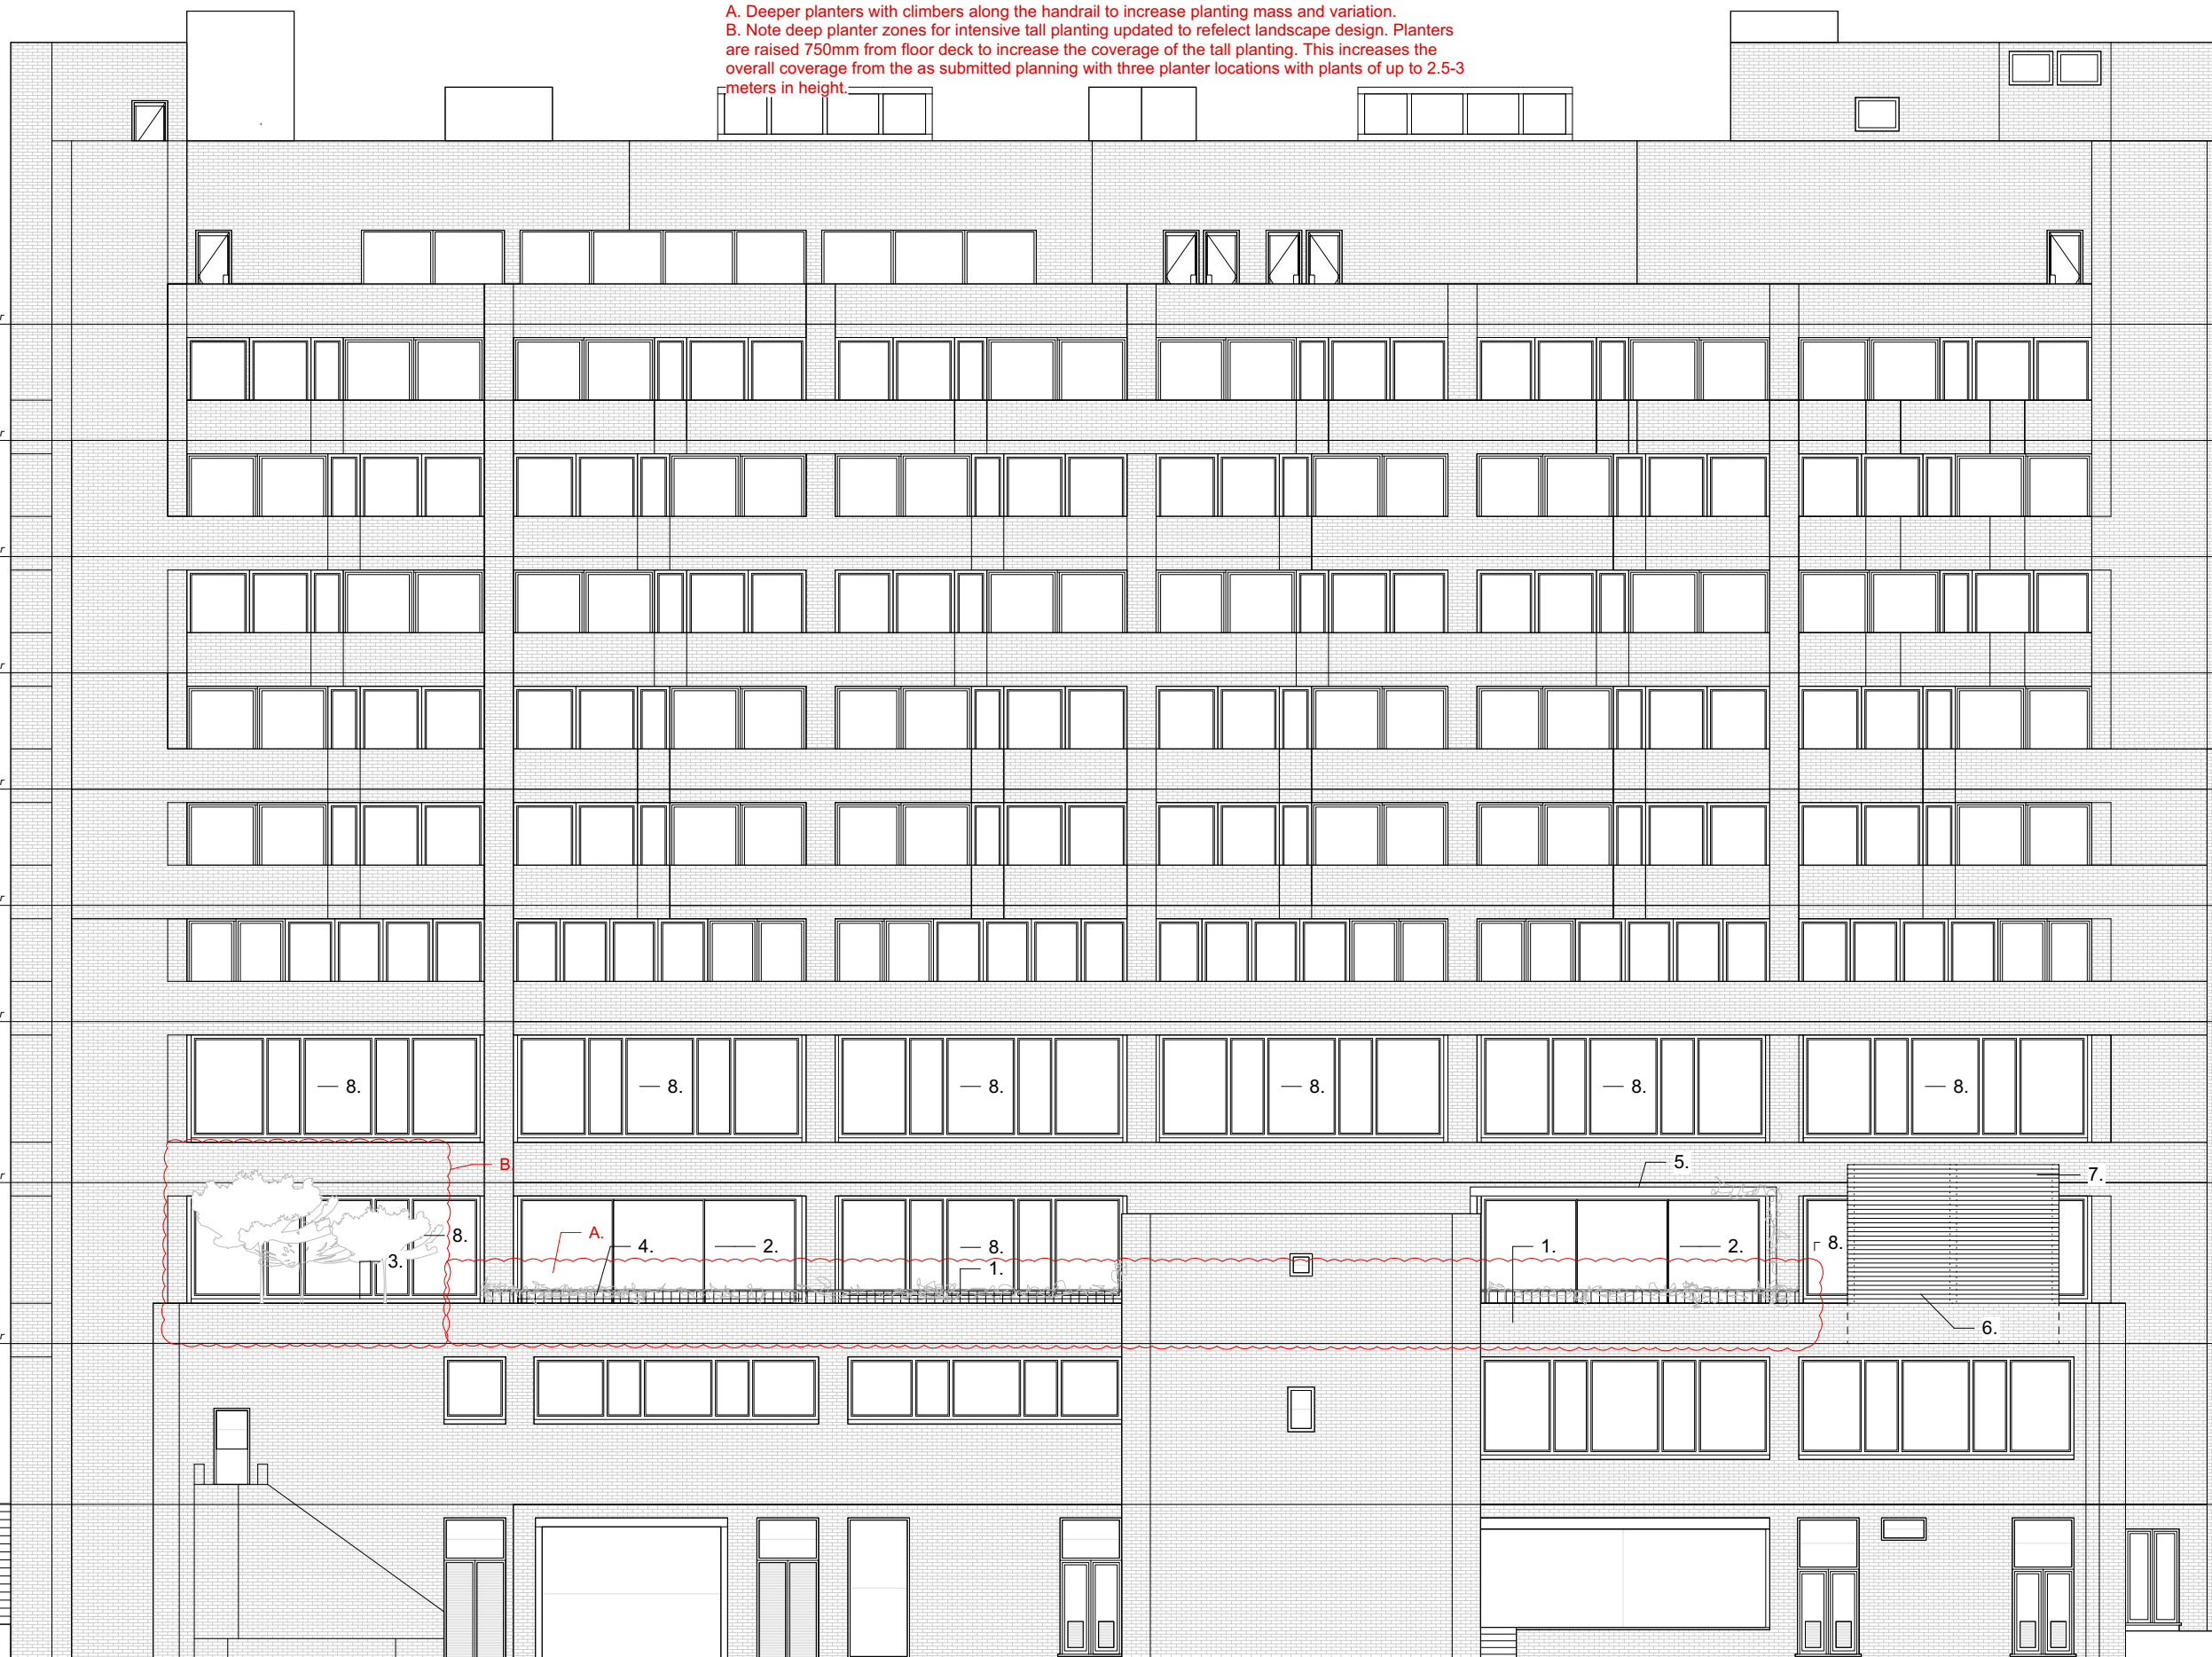 A. Deeper planters with climbers along the handrail to increase planting mass and variation.
B. Note deep planter zones for intensive tall planting updated to refelect landscape design. Planters
are raised 750mm from floor deck to increase the coverage of the tall planting. This increases the
overall coverage from the as submitted planning with three planter locations with plants of up to 2.5-3
meters in height.
r
r
r
r
r
r
r
8. 8. 8. 8. 8. 8.
B
5.
r
7.
A.
8.
4. 2. 8. 1. 2. 8.
3.
1.
6.
r